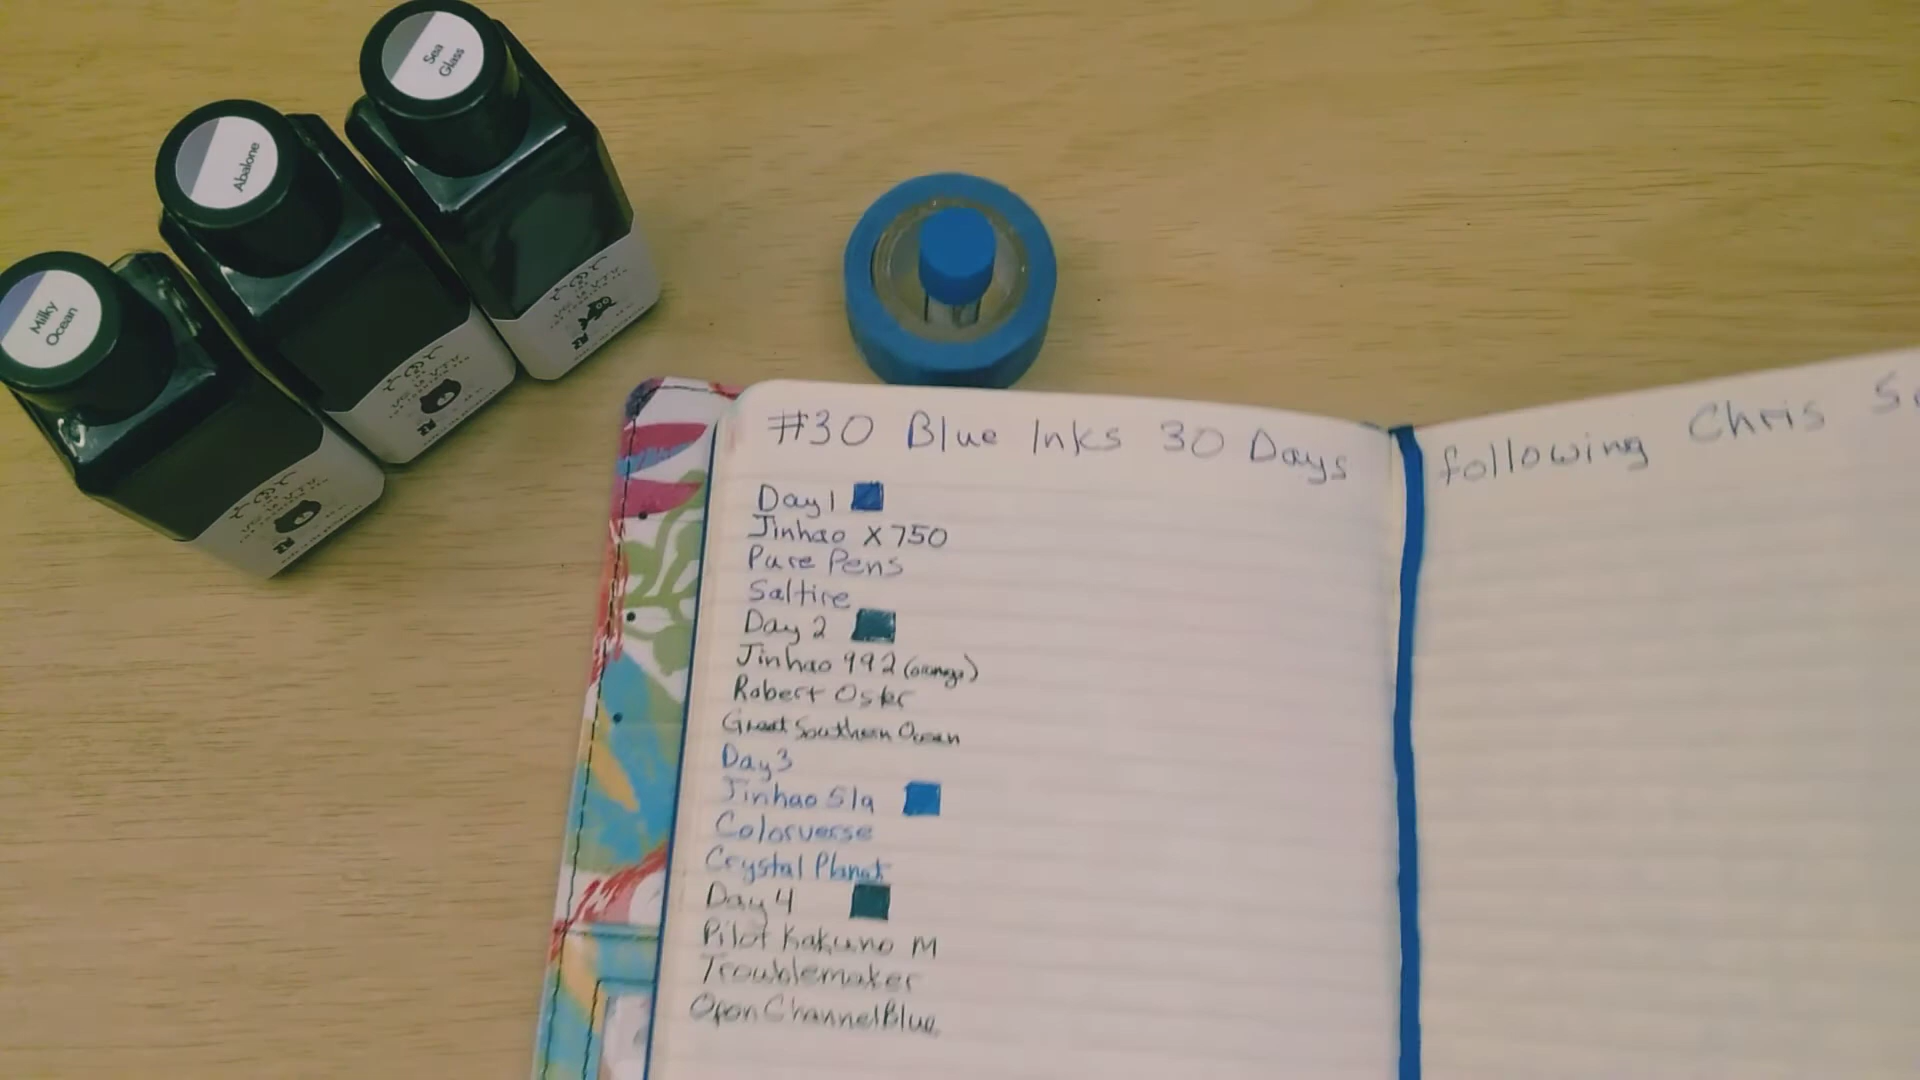 Sea
Glass
Abalone
Milky
Ocean
#30 Blue Inks 30 Days
following Chris
Day 1
Jinhao X750
Pure Pens
Saltire
Day 2
Jinhao 992 (orange)
Robert Oster
Great Southern Ocean
Day 3
Jinhao 51a
Colorverse
Crystal Planet
Day 4
Pilot Kakuno M
Troublemaker
Open Channel Blue